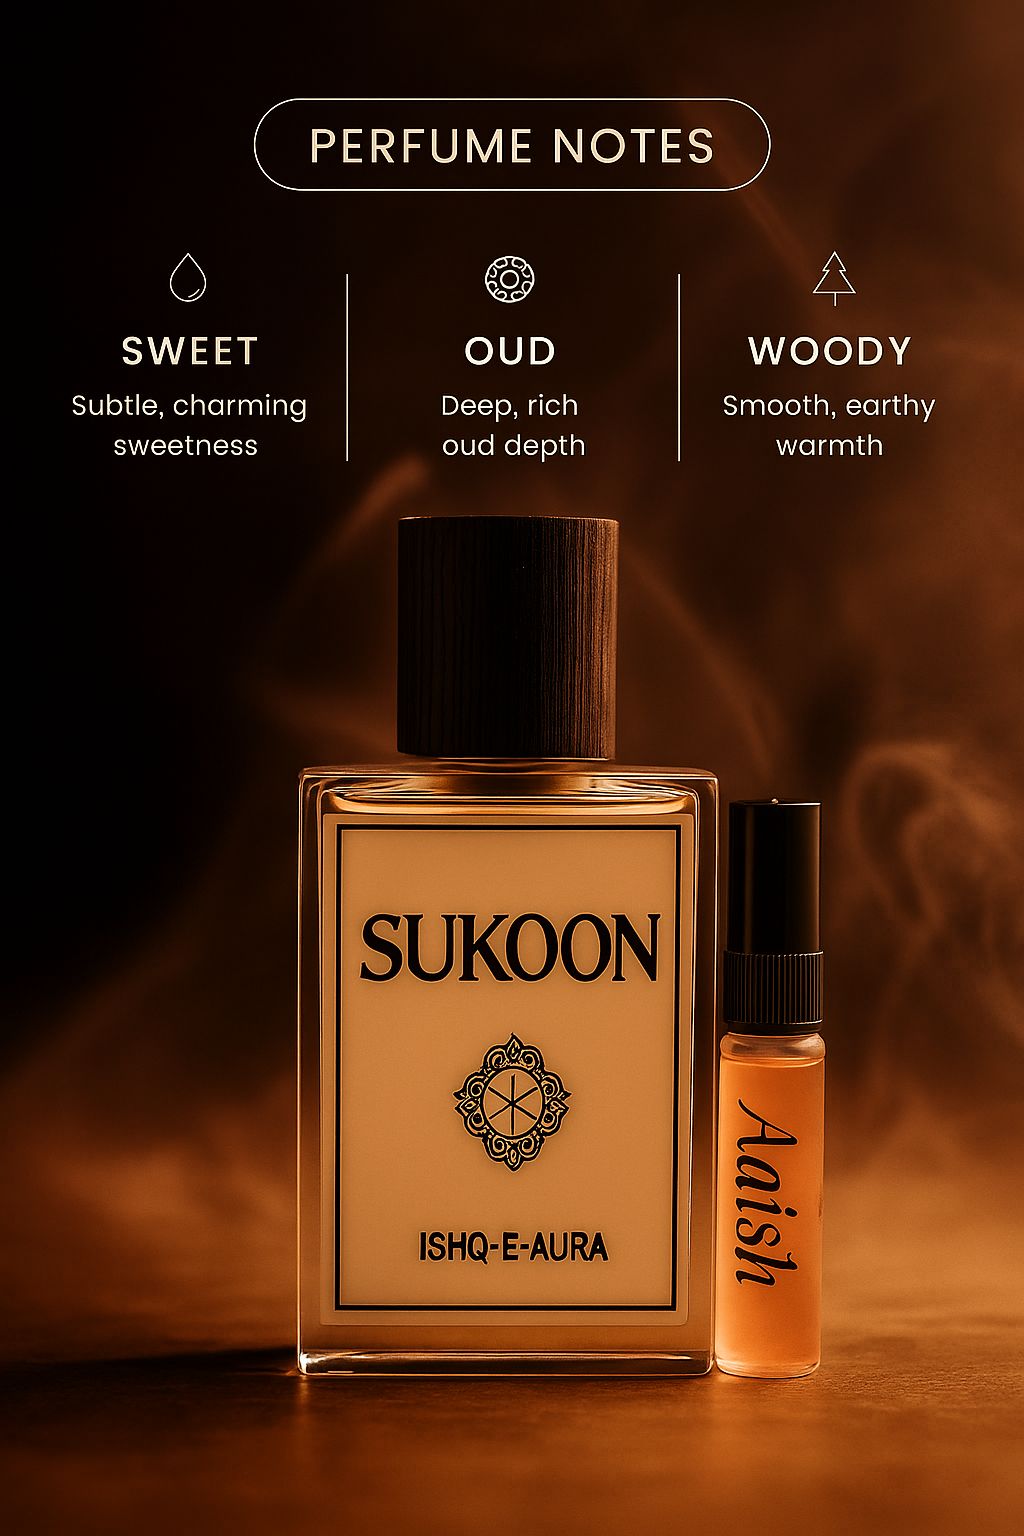 PERFUME NOTES
SWEET
Subtle, charming
sweetness
OUD
Deep, rich
oud depth
WOODY
Smooth, earthy
warmth
SUKOON
ISHQ-E-AURA
Aaish